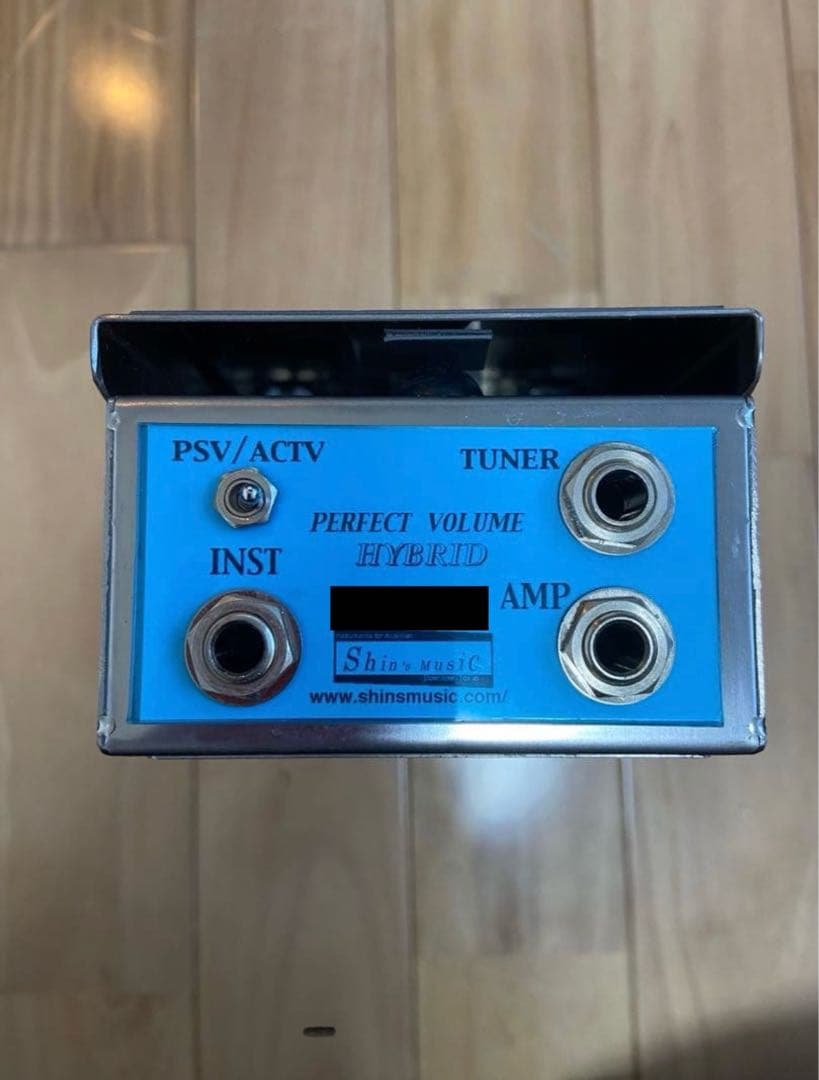 PSV/ACTV
TUNER
PERFECT VOLUME
HYBRID
INST
AMP
Shin's Music
www.shinsmusic.com/